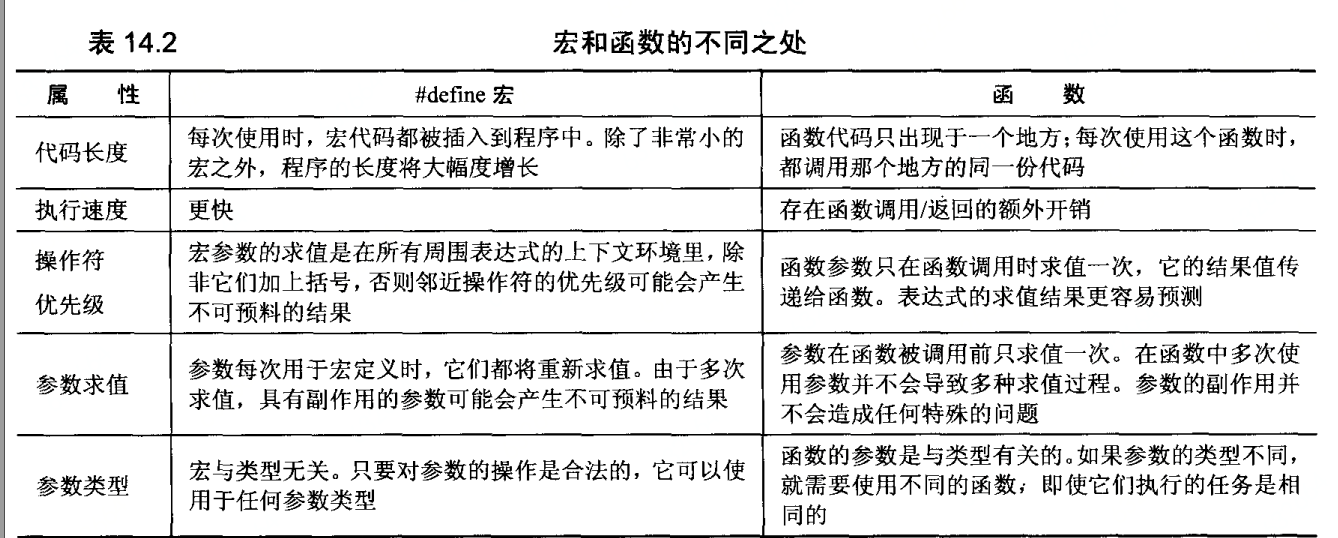 表 14.2 宏和函数的不同之处
属 性 #define 宏 函 数
代码长度
每次使用时，宏代码都被插入到程序中。除了非常小的
宏之外，程序的长度将大幅度增长
函数代码只出现于一个地方；每次使用这个函数时，
都调用那个地方的同一份代码
执行速度
更快
存在函数调用/返回的额外开销
操作符
优先级
宏参数的求值是在所有周围表达式的上下文环境里，除
非它们加上括号，否则邻近操作符的优先级可能会产生
不可预料的结果
函数参数只在函数调用时求值一次，它的结果值传
递给函数。表达式的求值结果更容易预测
参数求值
参数每次用于宏定义时，它们都将重新求值。由于多次
求值，具有副作用的参数可能会产生不可预料的结果
参数在函数被调用前只求值一次。在函数中多次使
用参数并不会导致多种求值过程。参数的副作用并
不会造成任何特殊的问题
参数类型
宏与类型无关。只要对参数的操作是合法的，它可以使
用于任何参数类型
函数的参数是与类型有关的。如果参数的类型不同，
就需要使用不同的函数，即使它们执行的任务是相
同的